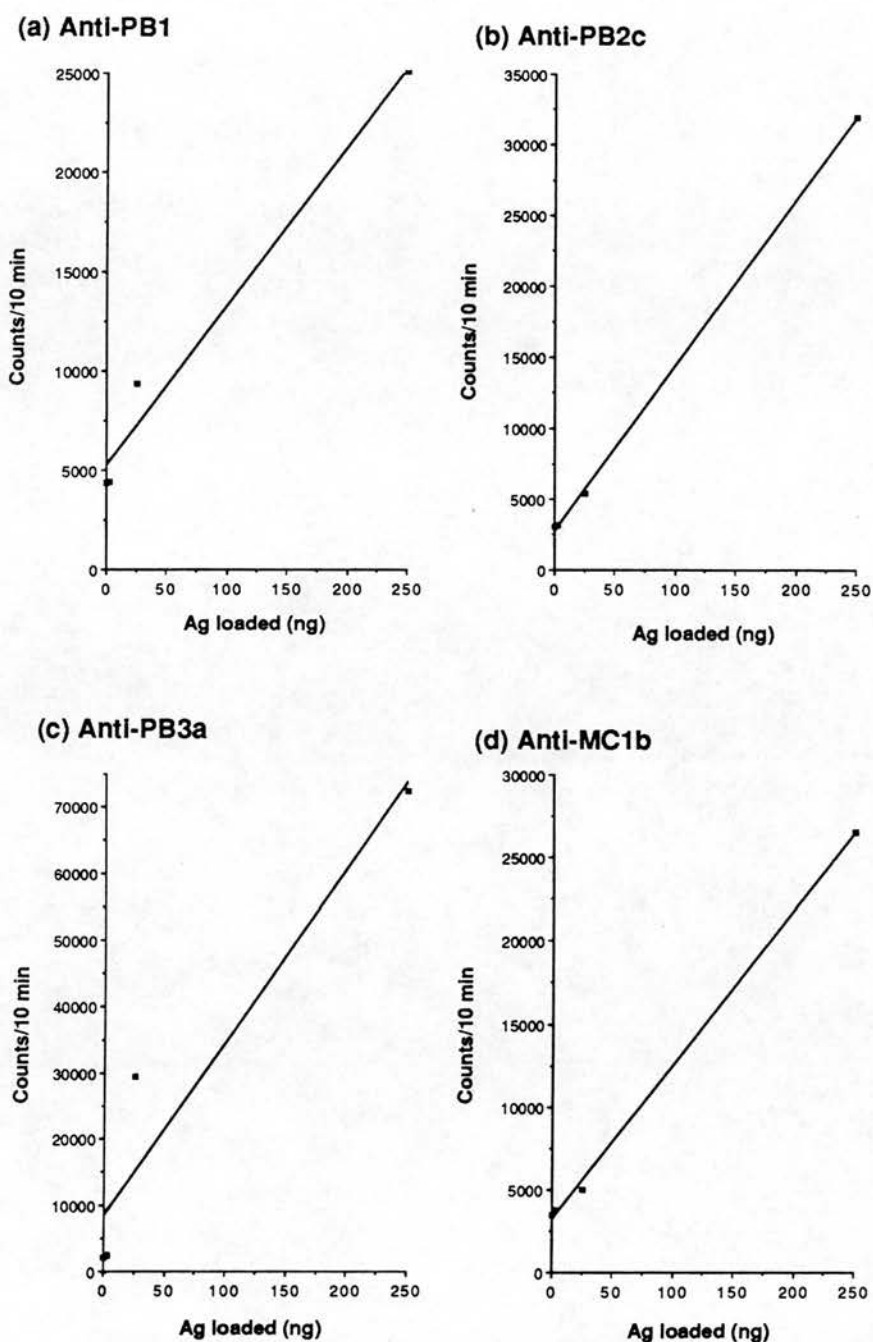 (a) Anti-PB1
25000
20000
15000
10000
5000
0
Counts/10 min
0 50 100 150 200 250
Ag loaded (ng)
(b) Anti-PB2c
35000
30000
25000
20000
15000
10000
5000
0
Counts/10 min
0 50 100 150 200 250
Ag loaded (ng)
(c) Anti-PB3a
70000
60000
50000
40000
30000
20000
10000
0
Counts/10 min
0 50 100 150 200 250
Ag loaded (ng)
(d) Anti-MC1b
30000
25000
20000
15000
10000
5000
0
Counts/10 min
0 50 100 150 200 250
Ag loaded (ng)